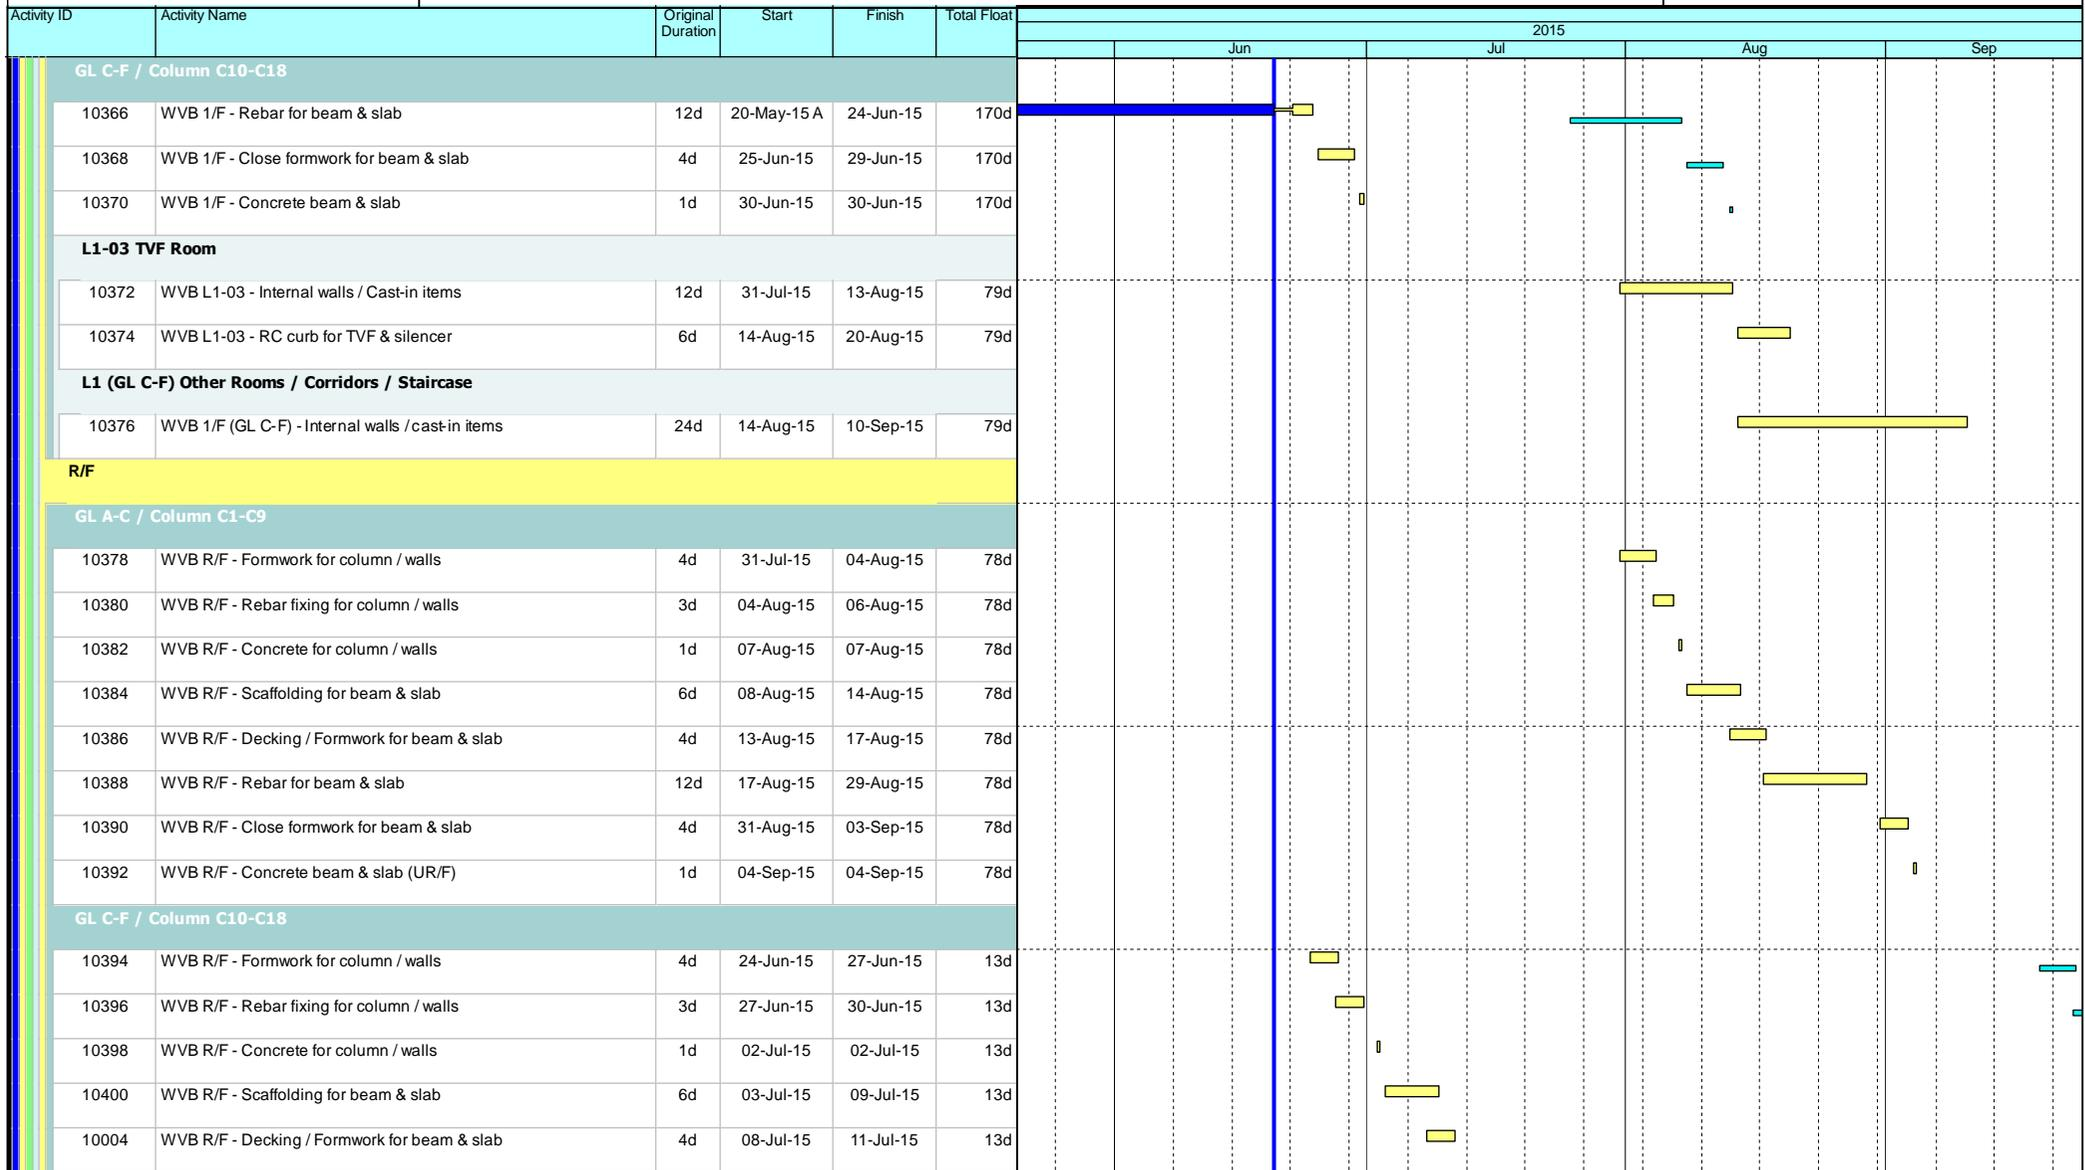 Activity ID Activity Name Original Duration Start Finish Total Float
2015
Jun Jul Aug Sep
GL C-F / Column C10-C18
10366 WVB 1/F - Rebar for beam & slab 12d 20-May-15 A 24-Jun-15 170d
10368 WVB 1/F - Close formwork for beam & slab 4d 25-Jun-15 29-Jun-15 170d
10370 WVB 1/F - Concrete beam & slab 1d 30-Jun-15 30-Jun-15 170d
L1-03 TVF Room
10372 WVB L1-03 - Internal walls / Cast-in items 12d 31-Jul-15 13-Aug-15 79d
10374 WVB L1-03 - RC curb for TVF & silencer 6d 14-Aug-15 20-Aug-15 79d
L1 (GL C-F) Other Rooms / Corridors / Staircase
10376 WVB 1/F (GL C-F) - Internal walls / cast-in items 24d 14-Aug-15 10-Sep-15 79d
R/F
GL A-C / Column C1-C9
10378 WVB R/F - Formwork for column / walls 4d 31-Jul-15 04-Aug-15 78d
10380 WVB R/F - Rebar fixing for column / walls 3d 04-Aug-15 06-Aug-15 78d
10382 WVB R/F - Concrete for column / walls 1d 07-Aug-15 07-Aug-15 78d
10384 WVB R/F - Scaffolding for beam & slab 6d 08-Aug-15 14-Aug-15 78d
10386 WVB R/F - Decking / Formwork for beam & slab 4d 13-Aug-15 17-Aug-15 78d
10388 WVB R/F - Rebar for beam & slab 12d 17-Aug-15 29-Aug-15 78d
10390 WVB R/F - Close formwork for beam & slab 4d 31-Aug-15 03-Sep-15 78d
10392 WVB R/F - Concrete beam & slab (UR/F) 1d 04-Sep-15 04-Sep-15 78d
GL C-F / Column C10-C18
10394 WVB R/F - Formwork for column / walls 4d 24-Jun-15 27-Jun-15 13d
10396 WVB R/F - Rebar fixing for column / walls 3d 27-Jun-15 30-Jun-15 13d
10398 WVB R/F - Concrete for column / walls 1d 02-Jul-15 02-Jul-15 13d
10400 WVB R/F - Scaffolding for beam & slab 6d 03-Jul-15 09-Jul-15 13d
10004 WVB R/F - Decking / Formwork for beam & slab 4d 08-Jul-15 11-Jul-15 13d